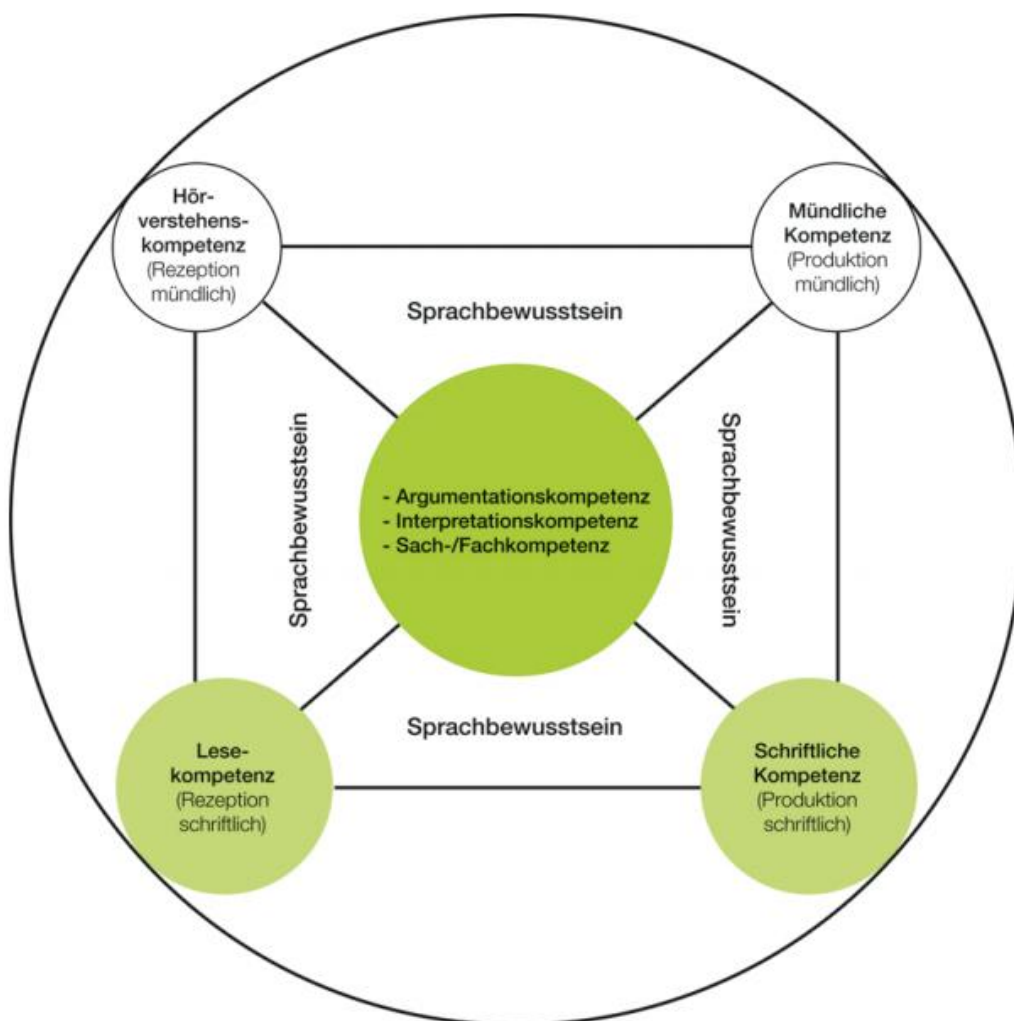 Hör-
verstehens-
kompetenz
(Rezeption
mündlich)
Mündliche
Kompetenz
(Produktion
mündlich)
Sprachbewusstsein
Sprachbewusstsein
- Argumentationskompetenz
- Interpretationskompetenz
- Sach-/Fachkompetenz
Sprachbewusstsein
Sprachbewusstsein
Lese-
kompetenz
(Rezeption
schriftlich)
Schriftliche
Kompetenz
(Produktion
schriftlich)